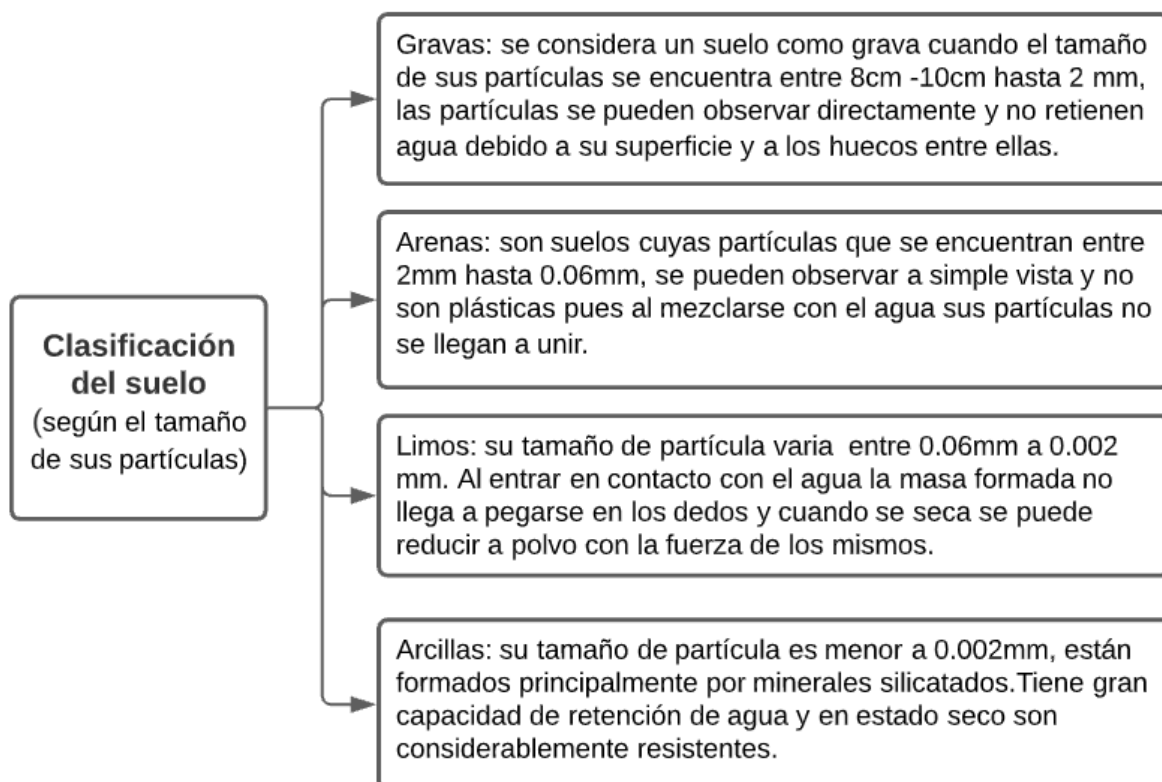 Clasificación
del suelo
(según el tamaño
de sus partículas)
Gravas: se considera un suelo como grava cuando el tamaño
de sus partículas se encuentra entre 8cm -10cm hasta 2 mm,
las partículas se pueden observar directamente y no retienen
agua debido a su superficie y a los huecos entre ellas.
Arenas: son suelos cuyas partículas que se encuentran entre
2mm hasta 0.06mm, se pueden observar a simple vista y no
son plásticas pues al mezclarse con el agua sus partículas no
se llegan a unir.
Limos: su tamaño de partícula varia  entre 0.06mm a 0.002
mm. Al entrar en contacto con el agua la masa formada no
llega a pegarse en los dedos y cuando se seca se puede
reducir a polvo con la fuerza de los mismos.
Arcillas: su tamaño de partícula es menor a 0.002mm, están
formados principalmente por minerales silicatados.Tiene gran
capacidad de retención de agua y en estado seco son
considerablemente resistentes.